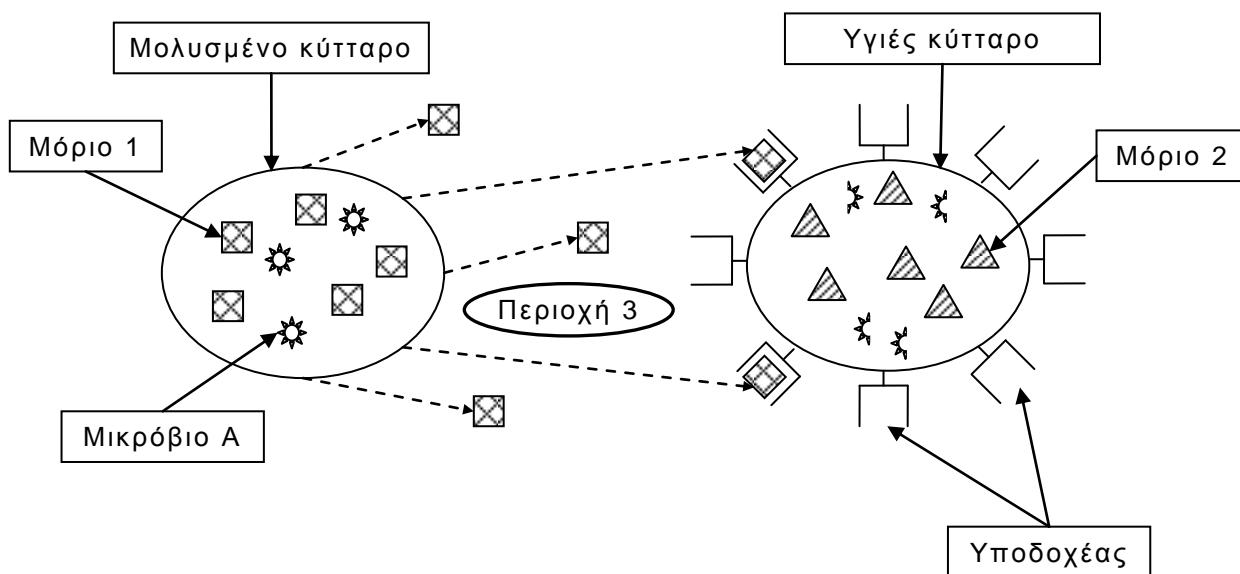 Μολυσμένο κύτταρο
Υγιές κύτταρο
Μόριο 1
Μόριο 2
Περιοχή 3
Μικρόβιο Α
Υποδοχέας